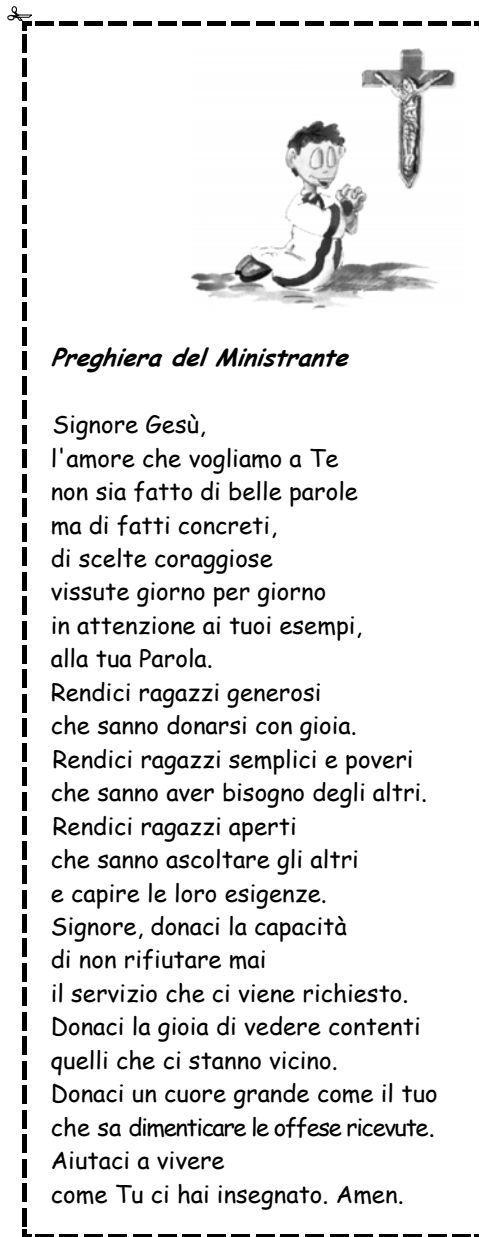 Preghiera del Ministrante
Signore Gesù,
l'amore che vogliamo a Te
non sia fatto di belle parole
ma di fatti concreti,
di scelte coraggiose
vissute giorno per giorno
in attenzione ai tuoi esempi,
alla tua Parola.
Rendici ragazzi generosi
che sanno donarsi con gioia.
Rendici ragazzi semplici e poveri
che sanno aver bisogno degli altri.
Rendici ragazzi aperti
che sanno ascoltare gli altri
e capire le loro esigenze.
Signore, donaci la capacità
di non rifiutare mai
il servizio che ci viene richiesto.
Donaci la gioia di vedere contenti
quelli che ci stanno vicino.
Donaci un cuore grande come il tuo
che sa dimenticare le offese ricevute.
Aiutaci a vivere
come Tu ci hai insegnato. Amen.